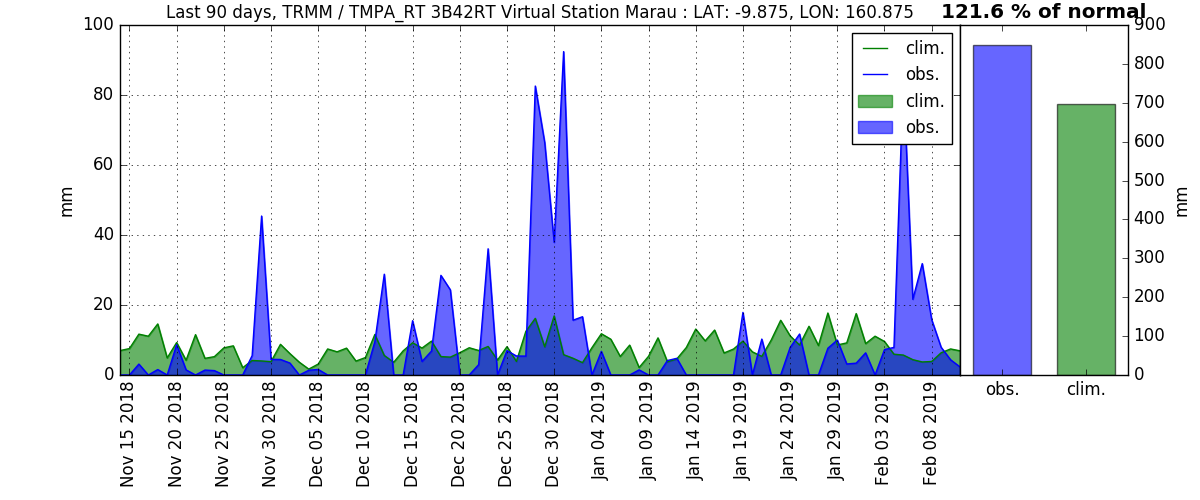 Last 90 days, TRMM / TMPA_RT 3B42RT Virtual Station Marau : LAT: -9.875, LON: 160.875
121.6 % of normal
100
80
60
40
20
0
mm
clim.
obs.
clim.
obs.
Nov 15 2018
Nov 20 2018
Nov 25 2018
Nov 30 2018
Dec 05 2018
Dec 10 2018
Dec 15 2018
Dec 20 2018
Dec 25 2018
Dec 30 2018
Jan 04 2019
Jan 09 2019
Jan 14 2019
Jan 19 2019
Jan 24 2019
Jan 29 2019
Feb 03 2019
Feb 08 2019
900
800
700
600
500
400
300
200
100
0
mm
obs.
clim.